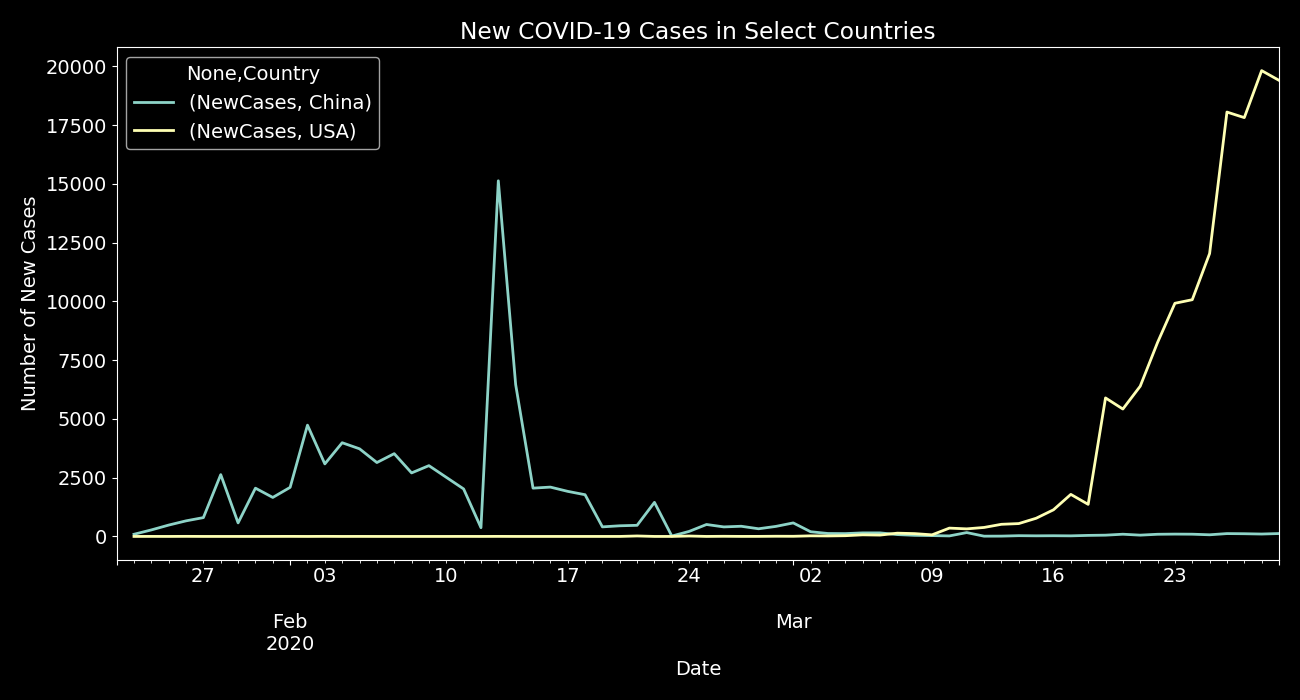 New COVID-19 Cases in Select Countries
None,Country
(NewCases, China)
(NewCases, USA)
Number of New Cases
20000
17500
15000
12500
10000
7500
5000
2500
0
27 03 10 17 24 02 09 16 23
Feb Mar
2020
Date